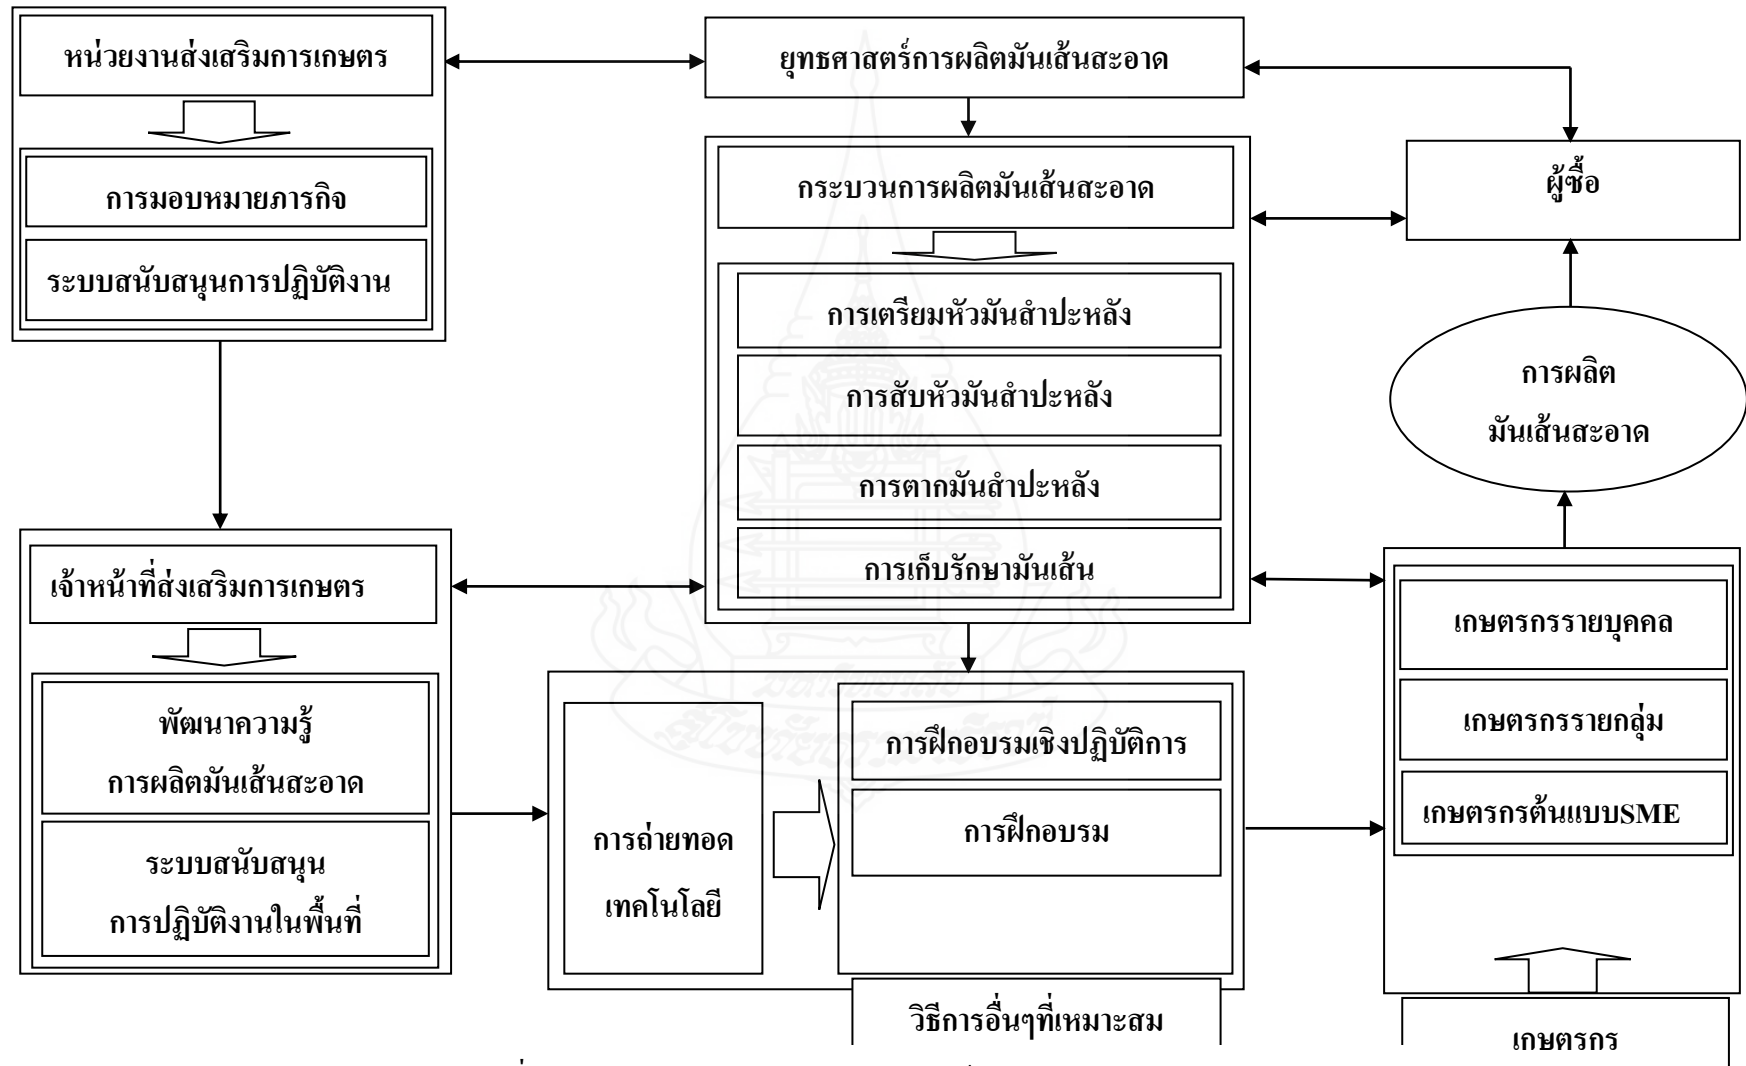 หน่วยงานส่งเสริมการเกษตร
การมอบหมายภารกิจ
ระบบสนับสนุนการปฏิบัติงาน
ยุทธศาสตร์การผลิตมันเส้นสะอาด
กระบวนการผลิตมันเส้นสะอาด
การเตรียมหัวมันสำปะหลัง
การสับหัวมันสำปะหลัง
การตากมันสำปะหลัง
การเก็บรักษามันเส้น
ผู้ซื้อ
การผลิต
มันเส้นสะอาด
เจ้าหน้าที่ส่งเสริมการเกษตร
พัฒนาความรู้
การผลิตมันเส้นสะอาด
ระบบสนับสนุน
การปฏิบัติงานในพื้นที่
การถ่ายทอด
เทคโนโลยี
การฝึกอบรมเชิงปฏิบัติการ
การฝึกอบรม
วิธีการอื่นๆที่เหมาะสม
เกษตรกรรายบุคคล
เกษตรกรรายกลุ่ม
เกษตรกรต้นแบบSME
เกษตรกร